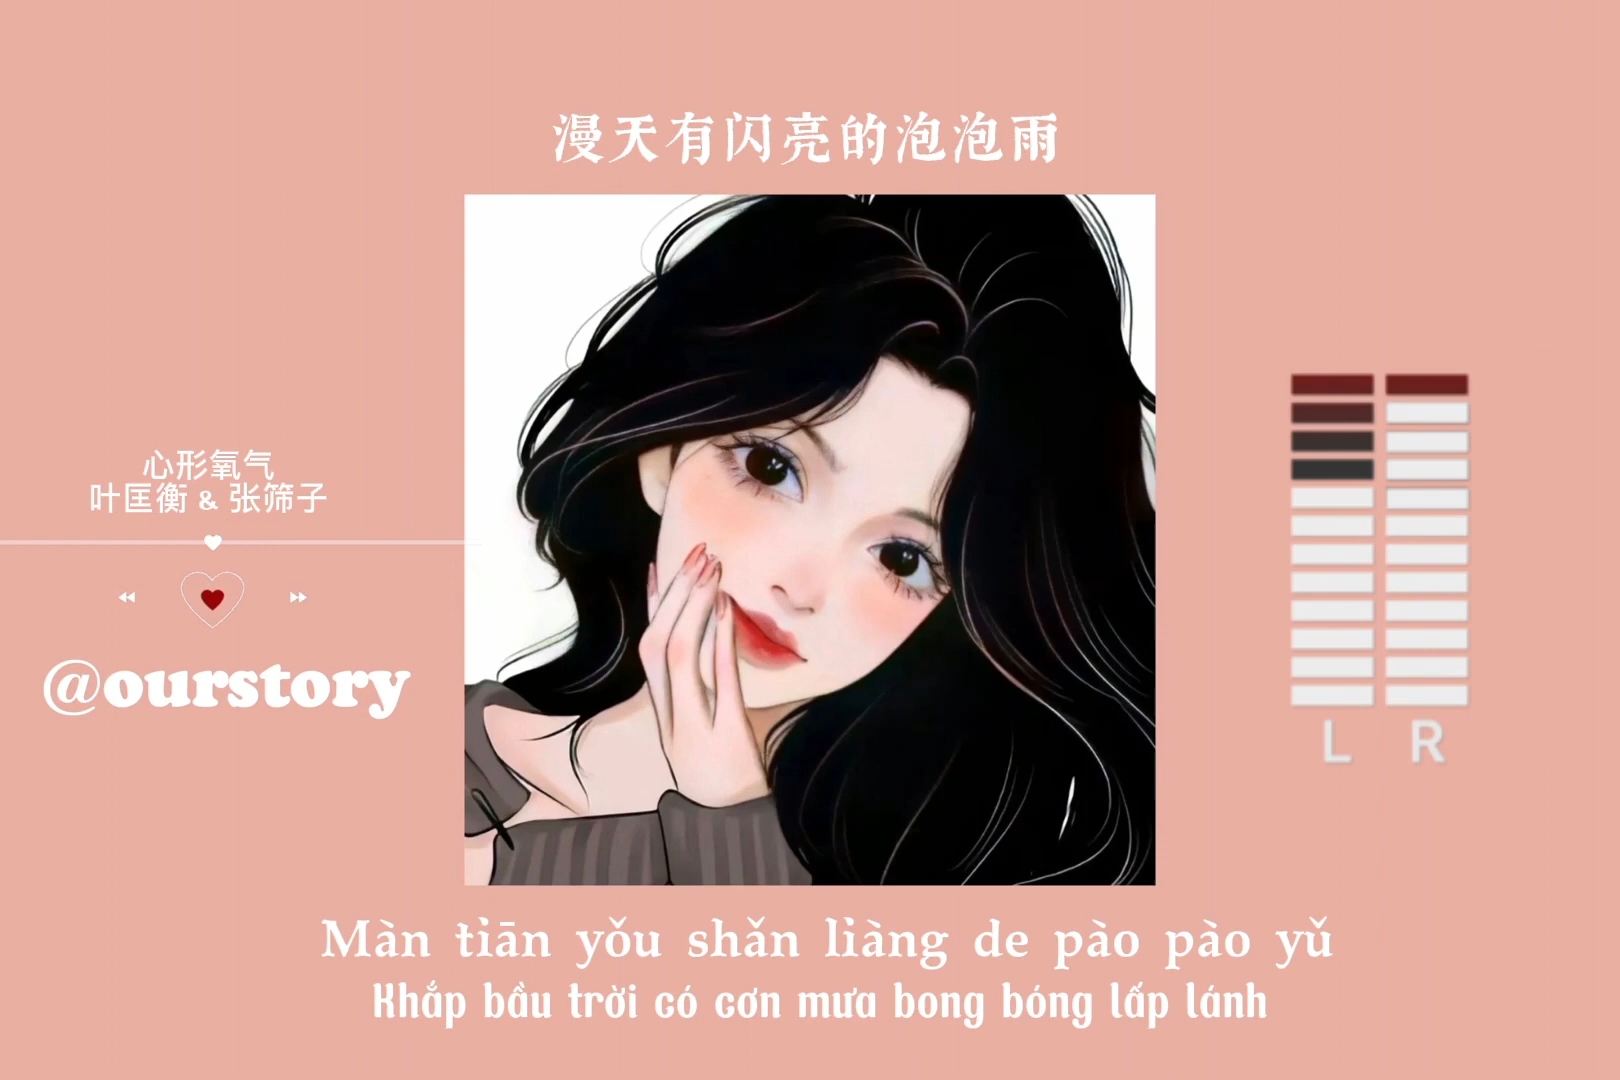 漫天有闪亮的泡泡雨
心形氧气
叶匡衡 & 张筛子
@ourstory
L R
Màn tiān yǒu shǎn liàng de pào pào yǔ
Khắp bầu trời có cơn mưa bong bóng lấp lánh